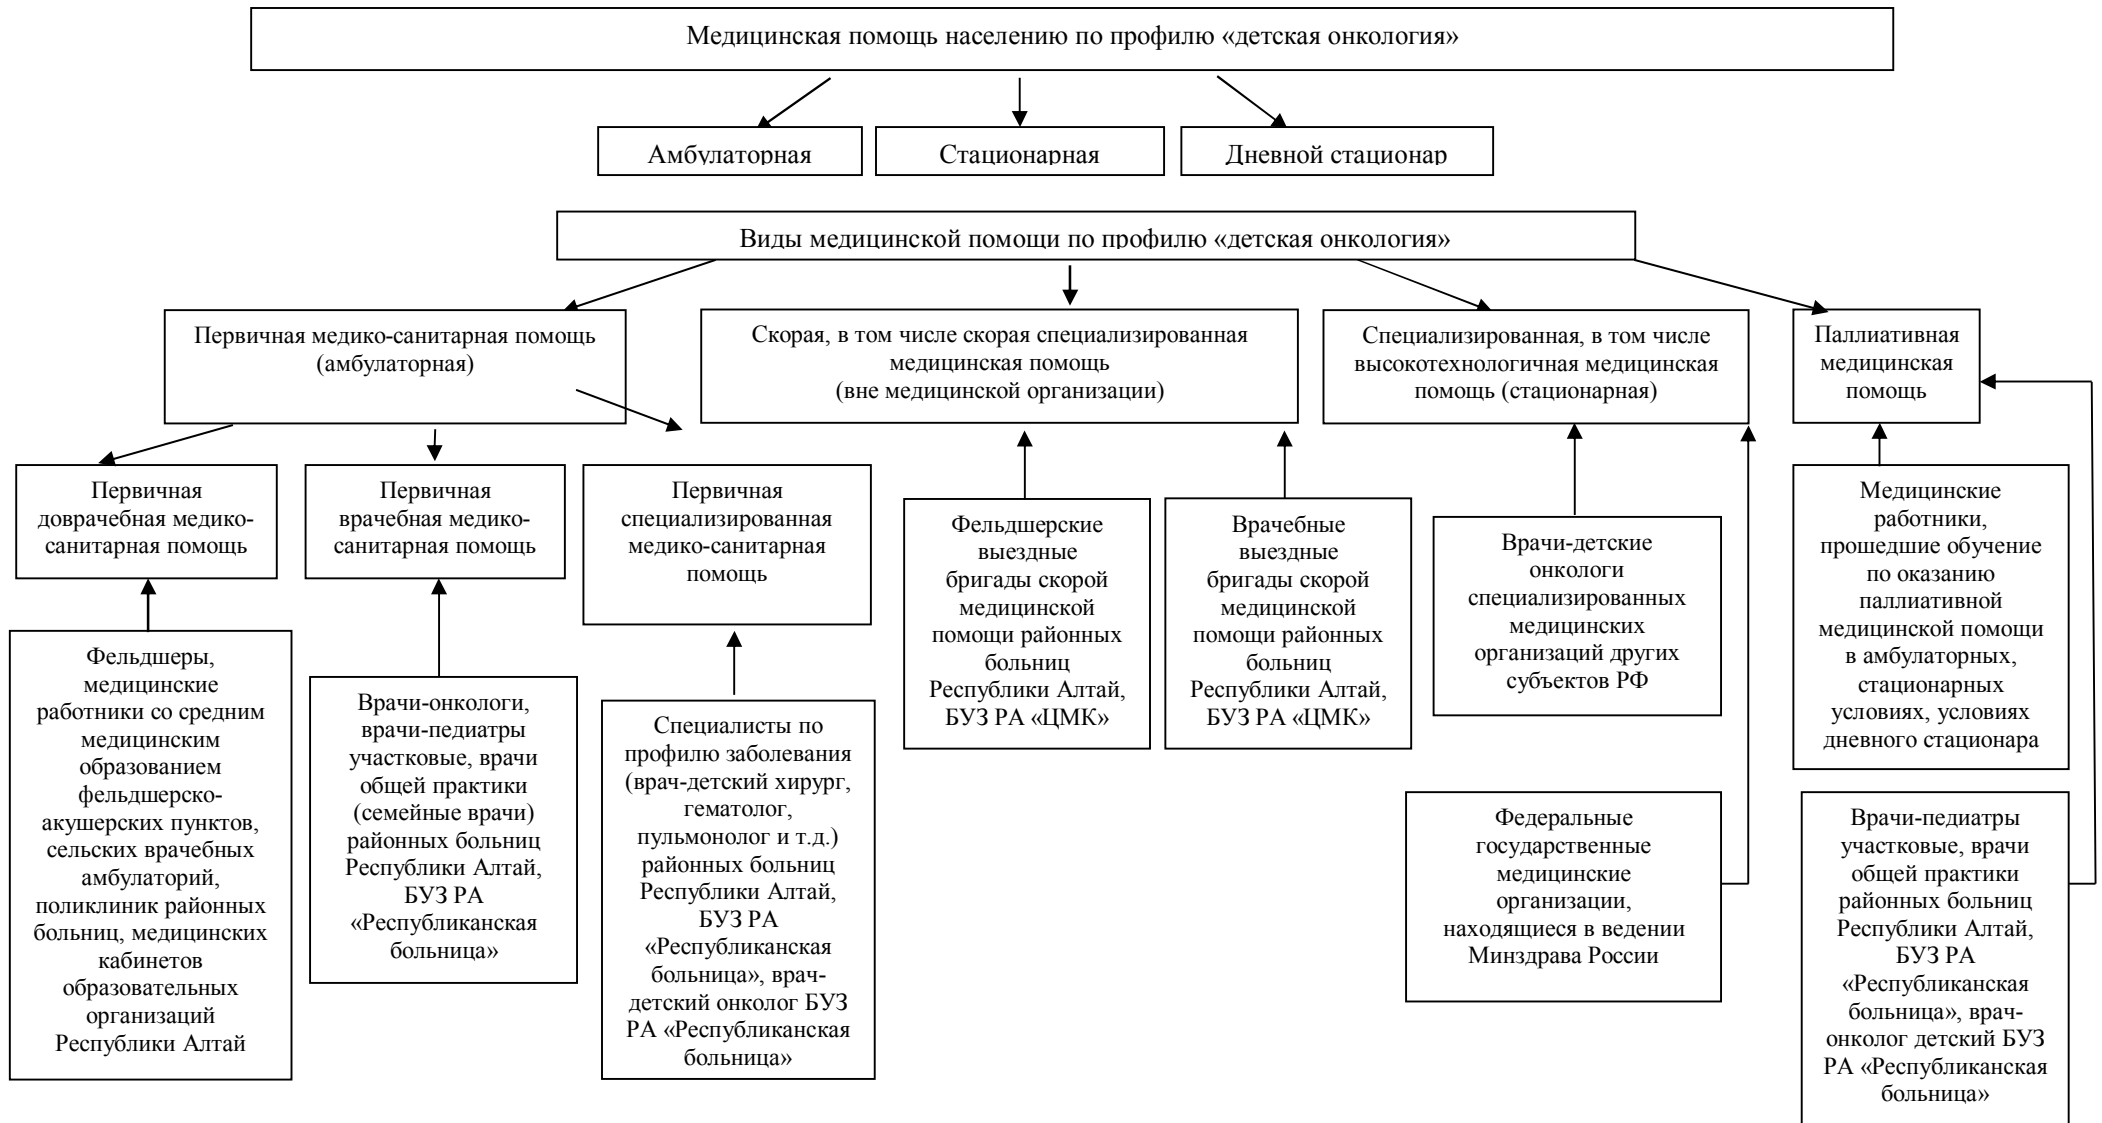 Медицинская помощь населению по профилю «детская онкология»
Амбулаторная
Стационарная
Дневной стационар
Виды медицинской помощи по профилю «детская онкология»
Первичная медико-санитарная помощь
(амбулаторная)
Скорая, в том числе скорая специализированная
медицинская помощь
(вне медицинской организации)
Специализированная, в том числе
высокотехнологичная медицинская
помощь (стационарная)
Паллиативная
медицинская
помощь
Первичная
доврачебная медико-
санитарная помощь
Первичная
врачебная медико-
санитарная помощь
Первичная
специализированная
медико-санитарная
помощь
Фельдшерские
выездные
бригады скорой
медицинской
помощи районных
больниц
Республики Алтай,
БУЗ РА «ЦМК»
Врачебные
выездные
бригады скорой
медицинской
помощи районных
больниц
Республики Алтай,
БУЗ РА «ЦМК»
Врачи-детские
онкологи
специализированных
медицинских
организаций других
субъектов РФ
Медицинские
работники,
прошедшие обучение
по оказанию
паллиативной
медицинской помощи
в амбулаторных,
стационарных
условиях, условиях
дневного стационара
Фельдшеры,
медицинские
работники со средним
медицинским
образованием
фельдшерско-
акушерских пунктов,
сельских врачебных
амбулаторий,
поликлиник районных
больниц, медицинских
кабинетов
образовательных
организаций
Республики Алтай
Врачи-онкологи,
врачи-педиатры
участковые, врачи
общей практики
(семейные врачи)
районных больниц
Республики Алтай,
БУЗ РА
«Республиканская
больница»
Специалисты по
профилю заболевания
(врач-детский хирург,
гематолог,
пульмонолог и т.д.)
районных больниц
Республики Алтай,
БУЗ РА
«Республиканская
больница», врач-
детский онколог БУЗ
РА «Республиканская
больница»
Федеральные
государственные
медицинские
организации,
находящиеся в ведении
Минздрава России
Врачи-педиатры
участковые, врачи
общей практики
районных больниц
Республики Алтай,
БУЗ РА
«Республиканская
больница», врач-
онколог детский БУЗ
РА «Республиканская
больница»